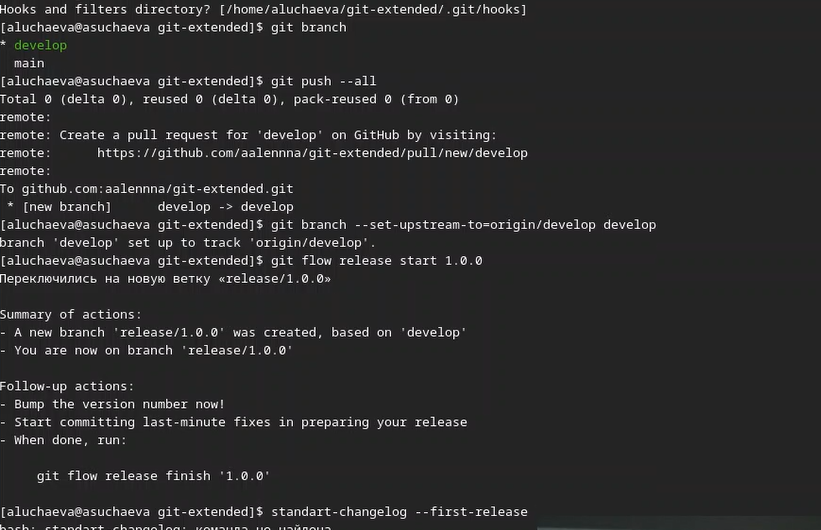 Hooks and filters directory? [/home/aluchaeva/git-extended/.git/hooks]
[aluchaeva@asuchaeva git-extended]$ git branch
* develop
  main
[aluchaeva@asuchaeva git-extended]$ git push --all
Total 0 (delta 0), reused 0 (delta 0), pack-reused 0 (from 0)
remote:
remote: Create a pull request for 'develop' on GitHub by visiting:
remote:      https://github.com/aalennna/git-extended/pull/new/develop
remote:
To github.com:aalennna/git-extended.git
 * [new branch]      develop -> develop
[aluchaeva@asuchaeva git-extended]$ git branch --set-upstream-to=origin/develop develop
branch 'develop' set up to track 'origin/develop'.
[aluchaeva@asuchaeva git-extended]$ git flow release start 1.0.0
Переключились на новую ветку «release/1.0.0»

Summary of actions:
- A new branch 'release/1.0.0' was created, based on 'develop'
- You are now on branch 'release/1.0.0'

Follow-up actions:
- Bump the version number now!
- Start committing last-minute fixes in preparing your release
- When done, run:

     git flow release finish '1.0.0'

[aluchaeva@asuchaeva git-extended]$ standart-changelog --first-release
bash: standart-changelog: команда не найдена